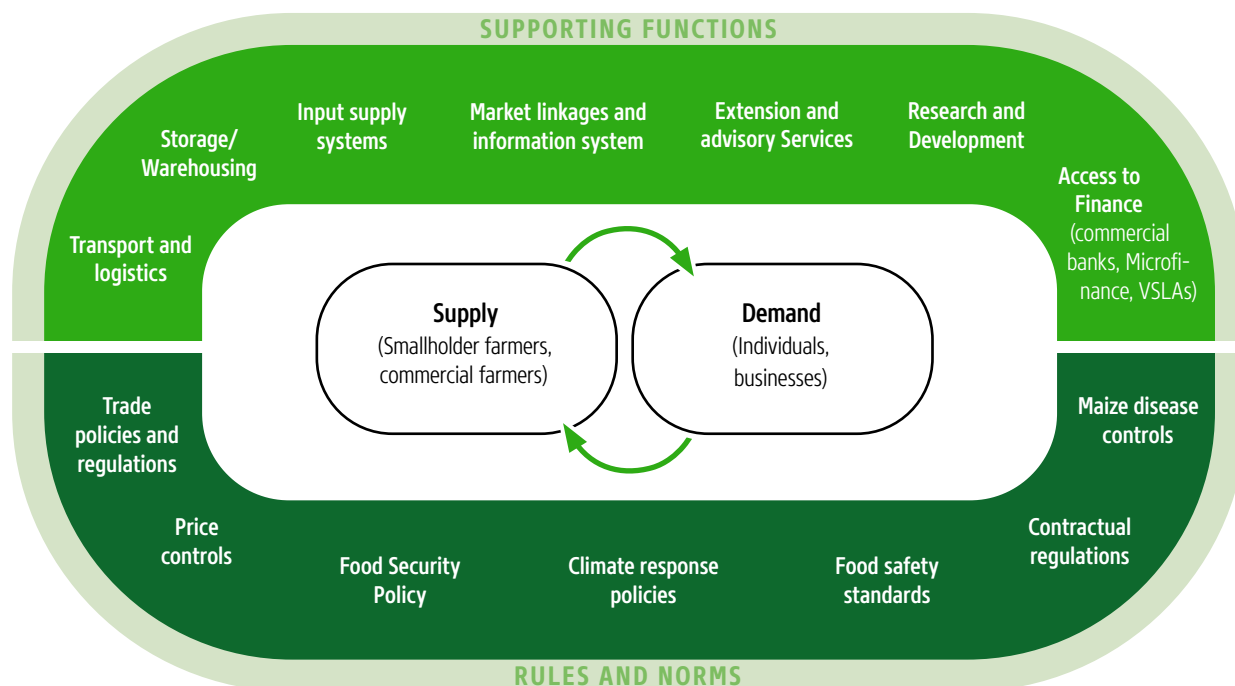 SUPPORTING FUNCTIONS
Input supply
systems
Market linkages and
information system
Extension and
advisory Services
Research and
Development
Storage/
Warehousing
Access to
Finance
(commercial
banks, Microfi-
nance, VSLAs)
Transport and
logistics
Supply
(Smallholder farmers,
commercial farmers)
Demand
(Individuals,
businesses)
Trade
policies and
regulations
Maize disease
controls
Price
controls
Contractual
regulations
Food Security
Policy
Climate response
policies
Food safety
standards
RULES AND NORMS